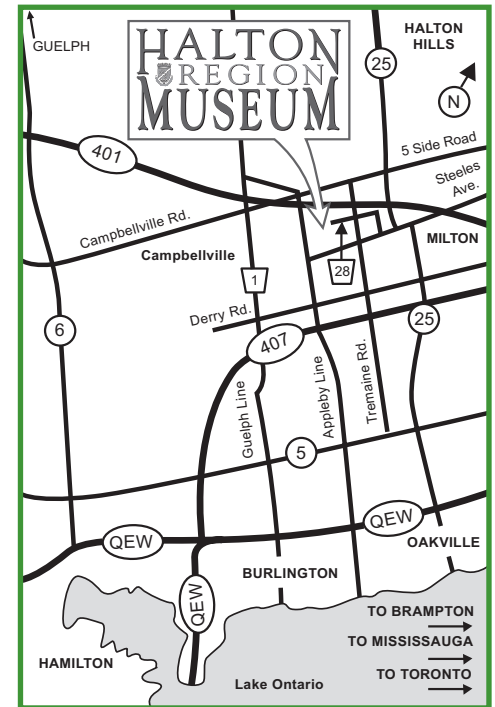 GUELPH
HALTON
REGION
MUSEUM
HALTON
HILLS
25
N
401
5 Side Road
Steeles
Ave.
Campbellville Rd.
Campbellville
MILTON
1
28
Derry Rd.
6
407
25
Guelph Line
Appleby Line
Tremaine Rd.
5
QEW
QEW
OAKVILLE
BURLINGTON
QEW
HAMILTON
Lake Ontario
TO BRAMPTON
TO MISSISSAUGA
TO TORONTO